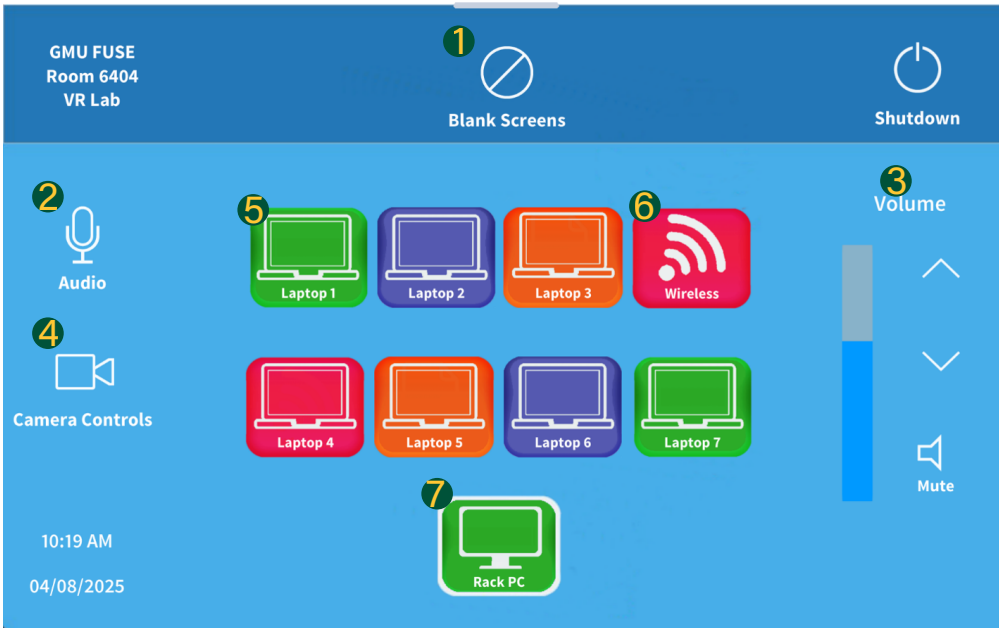 GMU FUSE
Room 6404
VR Lab
1
Blank Screens
Shutdown
2
Audio
3
Volume
5
Laptop 1
Laptop 2
Laptop 3
6
Wireless
4
Camera Controls
Laptop 4
Laptop 5
Laptop 6
Laptop 7
Mute
7
Rack PC
10:19 AM
04/08/2025